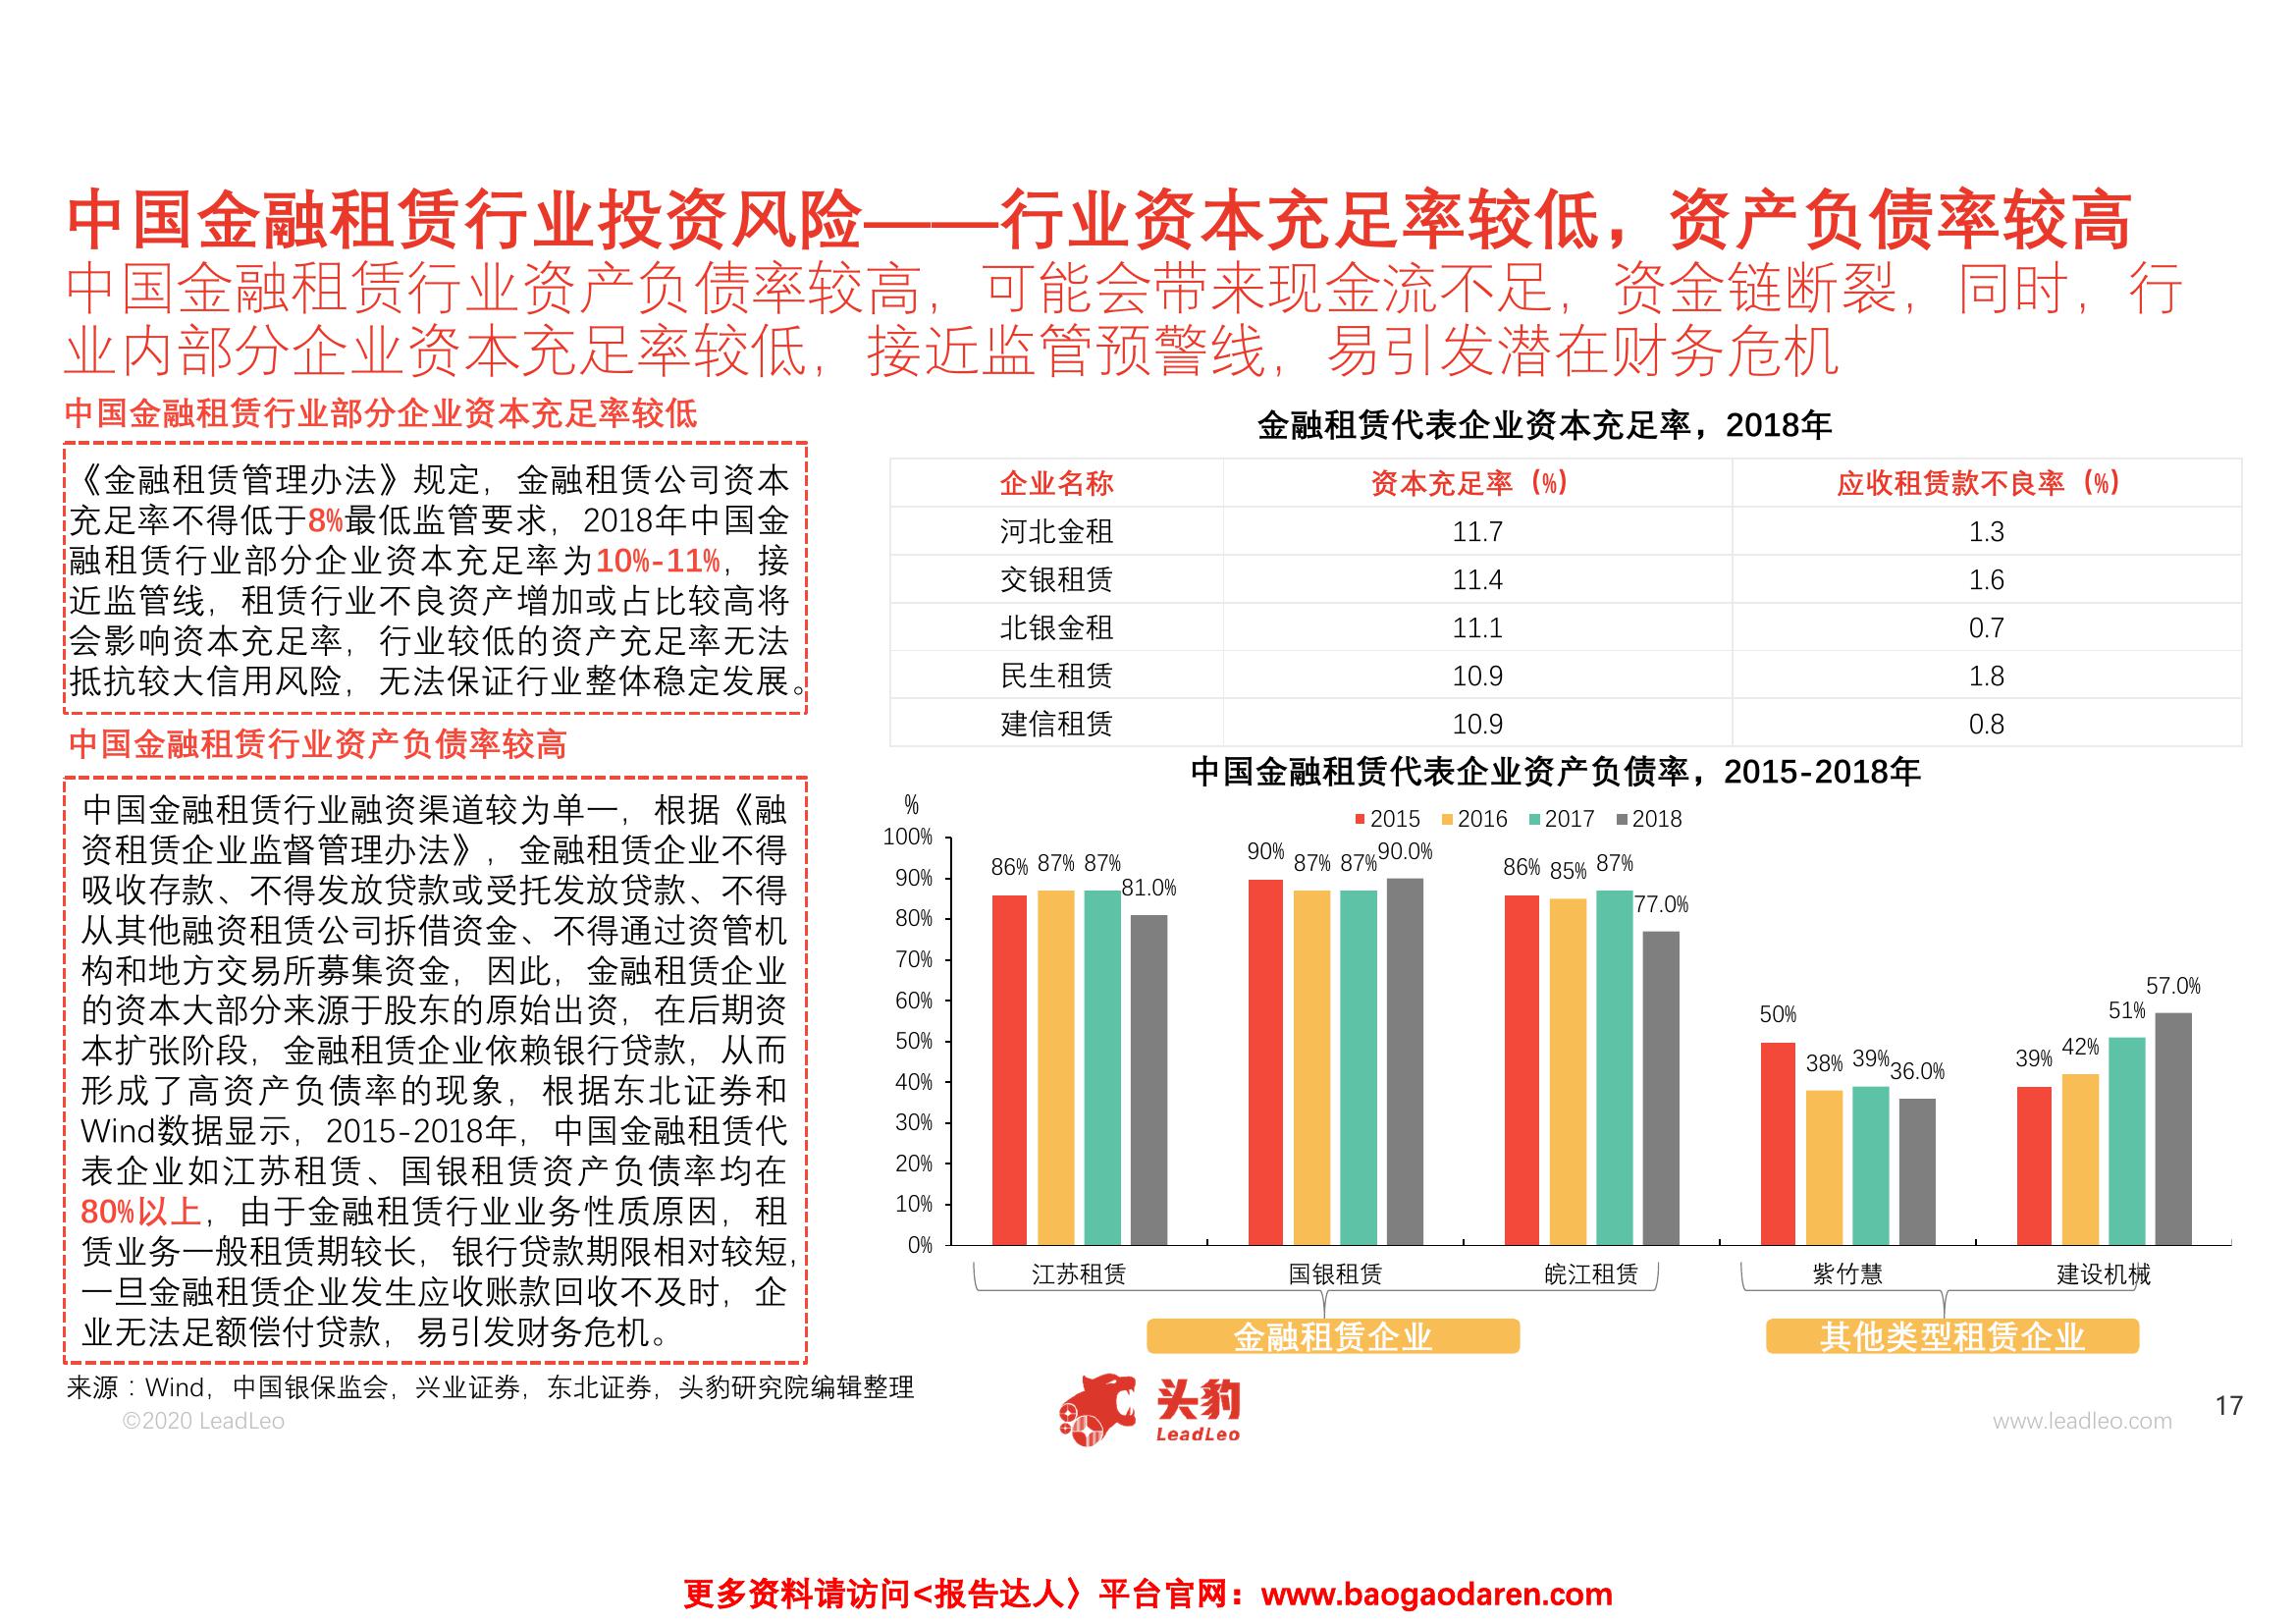 中国金融租赁行业投资风险——行业资本充足率较低，资产负债率较高
中国金融租赁行业资产负债率较高，可能会带来现金流不足，资金链断裂，同时，行
业内部分企业资本充足率较低，接近监管预警线，易引发潜在财务危机
中国金融租赁行业部分企业资本充足率较低
《金融租赁管理办法》规定，金融租赁公司资本
充足率不得低于8%最低监管要求，2018年中国金
融租赁行业部分企业资本充足率为10%-11%，接
近监管线，租赁行业不良资产增加或占比较高将
会影响资本充足率，行业较低的资产充足率无法
抵抗较大信用风险，无法保证行业整体稳定发展。
中国金融租赁行业资产负债率较高
中国金融租赁行业融资渠道较为单一，根据《融
资租赁企业监督管理办法》，金融租赁企业不得
吸收存款、不得发放贷款或受托发放贷款、不得
从其他融资租赁公司拆借资金、不得通过资管机
构和地方交易所募集资金，因此，金融租赁企业
的资本大部分来源于股东的原始出资，在后期资
本扩张阶段，金融租赁企业依赖银行贷款，从而
形成了高资产负债率的现象，根据东北证券和
Wind数据显示，2015-2018年，中国金融租赁代
表企业如江苏租赁、国银租赁资产负债率均在
80%以上，由于金融租赁行业业务性质原因，租
赁业务一般租赁期较长，银行贷款期限相对较短，
一旦金融租赁企业发生应收账款回收不及时，企
业无法足额偿付贷款，易引发财务危机。
金融租赁代表企业资本充足率，2018年
企业名称 资本充足率（%） 应收租赁款不良率（%）
河北金租 11.7 1.3
交银租赁 11.4 1.6
北银金租 11.1 0.7
民生租赁 10.9 1.8
建信租赁 10.9 0.8
中国金融租赁代表企业资产负债率，2015-2018年
%
2015 2016 2017 2018
100%
90%
80%
70%
60%
50%
40%
30%
20%
10%
0%
86% 87% 87% 81.0%
90% 87% 87% 90.0%
86% 85% 87% 77.0%
50% 38% 39% 36.0%
39% 42% 51% 57.0%
江苏租赁 国银租赁 皖江租赁 紫竹慧 建设机械
金融租赁企业 其他类型租赁企业
来源：Wind，中国银保监会，兴业证券，东北证券，头豹研究院编辑整理
©2020 LeadLeo
头豹
LeadLeo
www.leadleo.com
17
更多资料请访问<报告达人〉平台官网：www.baogaodaren.com